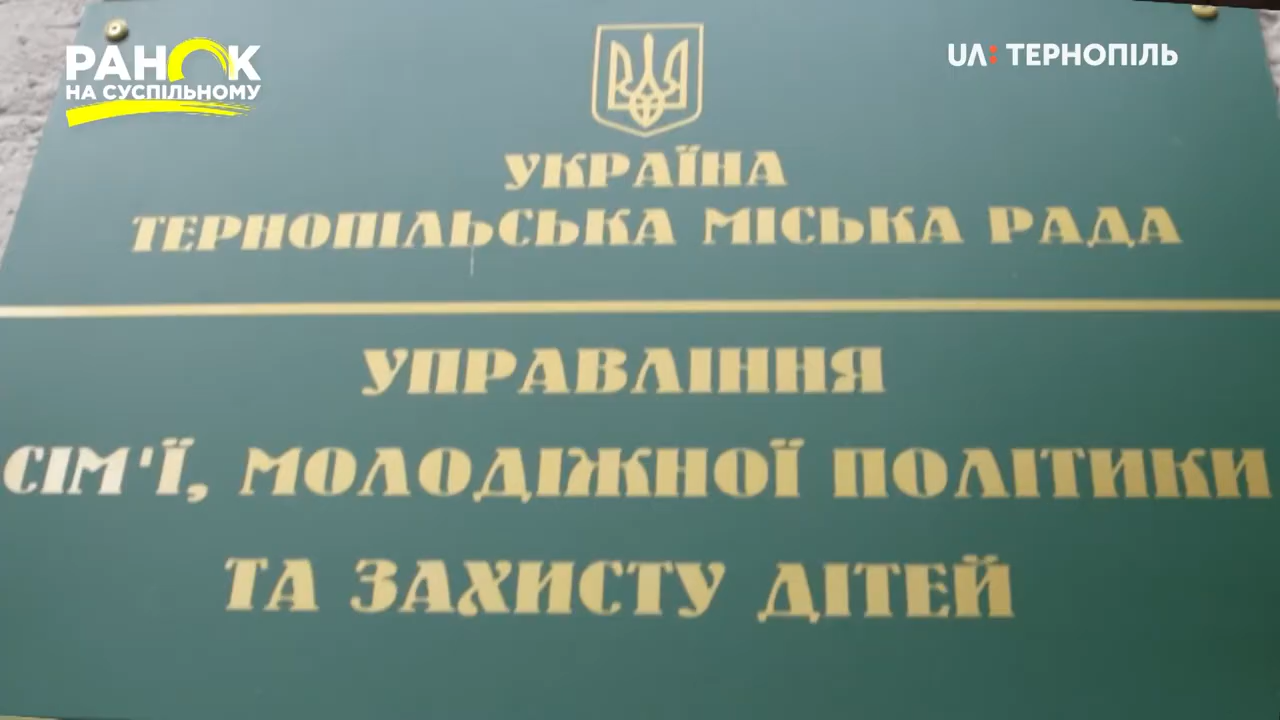 РАНОК
НА СУСПІЛЬНОМУ
UA: ТЕРНОПІЛЬ
УКРАЇНА
ТЕРНОПІЛЬСЬКА МІСЬКА РАДА
УПРАВЛІННЯ
СІМ'Ї, МОЛОДІЖНОЇ ПОЛІТИКИ
ТА ЗАХИСТУ ДІТЕЙ